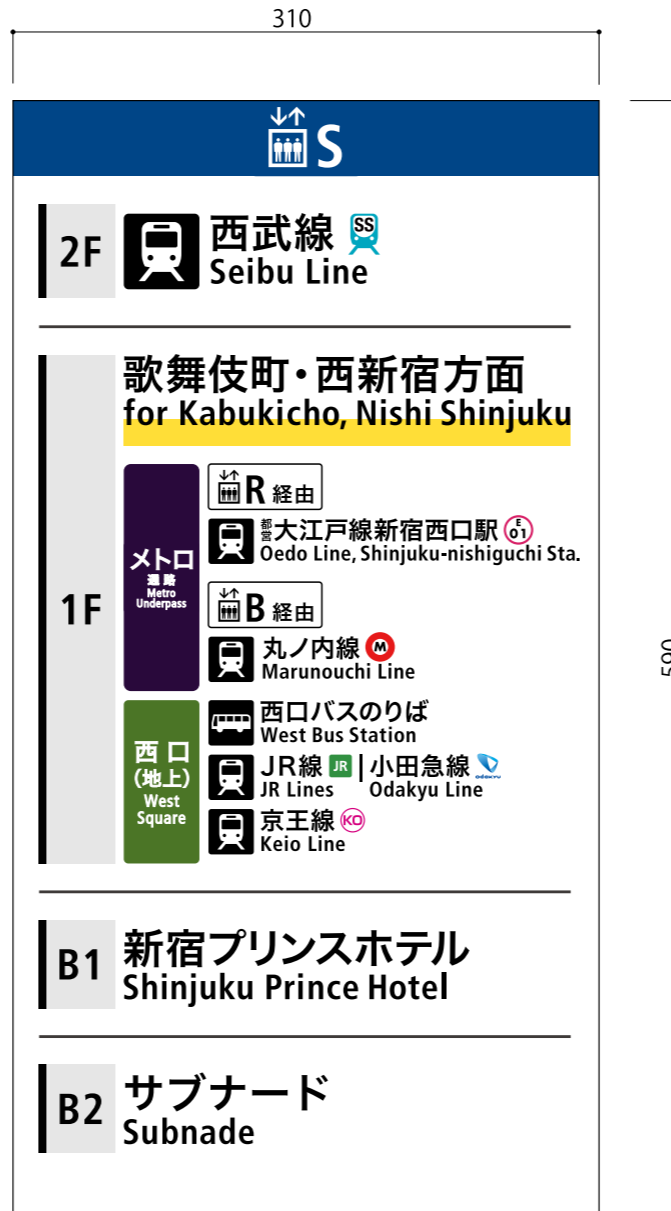 310
S
2F
西武線 SS
Seibu Line
1F
歌舞伎町・西新宿方面
for Kabukicho, Nishi Shinjuku
メトロ
通路
Metro
Underpass
R 経由
都営大江戸線新宿西口駅 E 01
Oedo Line, Shinjuku-nishiguchi Sta.
B 経由
丸ノ内線 M
Marunouchi Line
西口
(地上)
West
Square
西口バスのりば
West Bus Station
JR線 JR | 小田急線 ODAKYU
JR Lines Odakyu Line
京王線 KO
Keio Line
B1
新宿プリンスホテル
Shinjuku Prince Hotel
B2
サブナード
Subnade
590